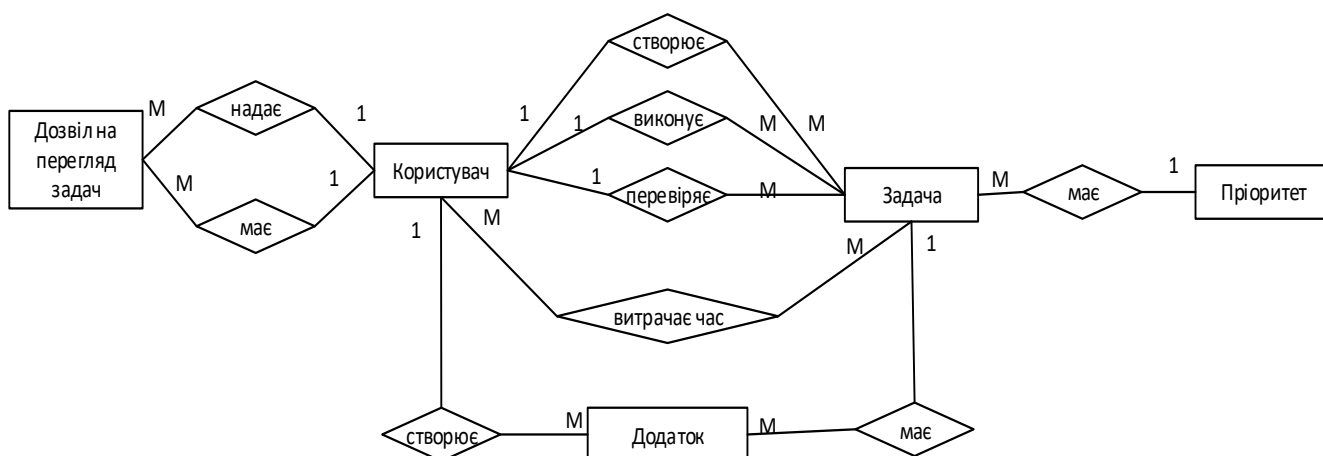 створює
М
надає
1
1
1
виконує
М
М
Дозвіл на
перегляд
задач
Користувач
М
1
1
перевіряє
М
Задача
М
має
1
Пріоритет
має
1
М
М
1
витрачає час
створює
М
Додаток
М
має